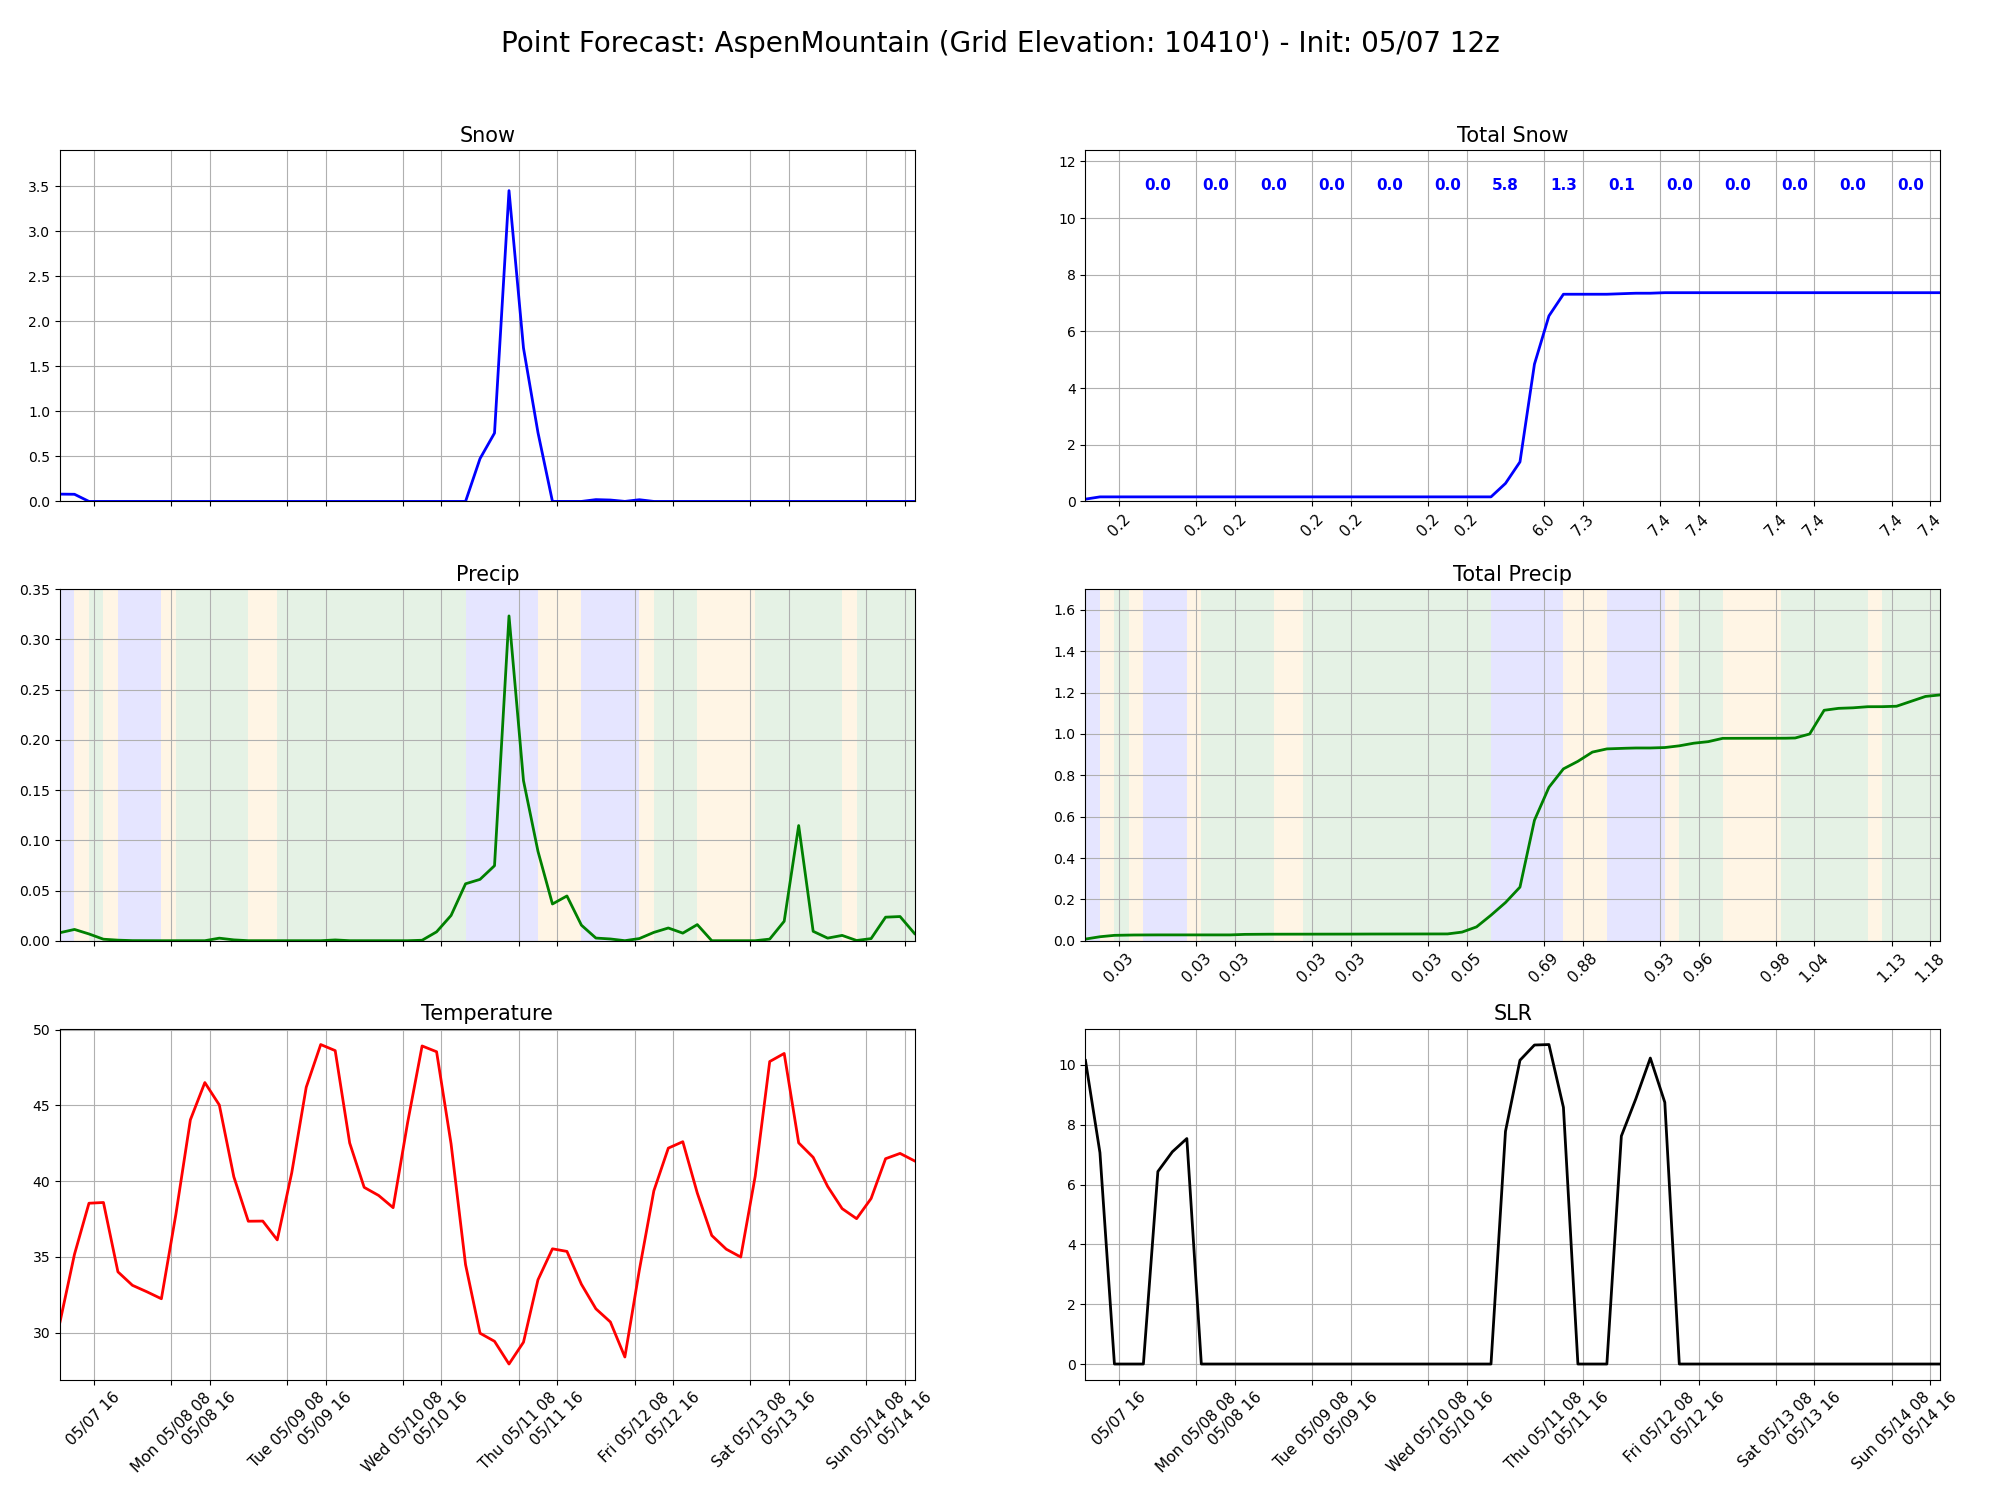 Point Forecast: AspenMountain (Grid Elevation: 10410') - Init: 05/07 12z
Snow
3.5
3.0
2.5
2.0
1.5
1.0
0.5
0.0
Total Snow
12
10
8
6
4
2
0
0.0 0.0 0.0 0.0 0.0 0.0 5.8 1.3 0.1 0.0 0.0 0.0 0.0 0.0
0.2 0.2 0.2 0.2 0.2 0.2 0.2 6.0 7.3 7.4 7.4 7.4 7.4 7.4 7.4
Precip
0.35
0.30
0.25
0.20
0.15
0.10
0.05
0.00
Total Precip
1.6
1.4
1.2
1.0
0.8
0.6
0.4
0.2
0.0
0.03 0.03 0.03 0.03 0.03 0.03 0.05 0.69 0.88 0.93 0.96 0.98 1.04 1.13 1.18
Temperature
50
45
40
35
30
05/07 16
Mon 05/08 08
05/08 16
Tue 05/09 08
05/09 16
Wed 05/10 08
05/10 16
Thu 05/11 08
05/11 16
Fri 05/12 08
05/12 16
Sat 05/13 08
05/13 16
Sun 05/14 08
05/14 16
SLR
10
8
6
4
2
0
05/07 16
Mon 05/08 08
05/08 16
Tue 05/09 08
05/09 16
Wed 05/10 08
05/10 16
Thu 05/11 08
05/11 16
Fri 05/12 08
05/12 16
Sat 05/13 08
05/13 16
Sun 05/14 08
05/14 16